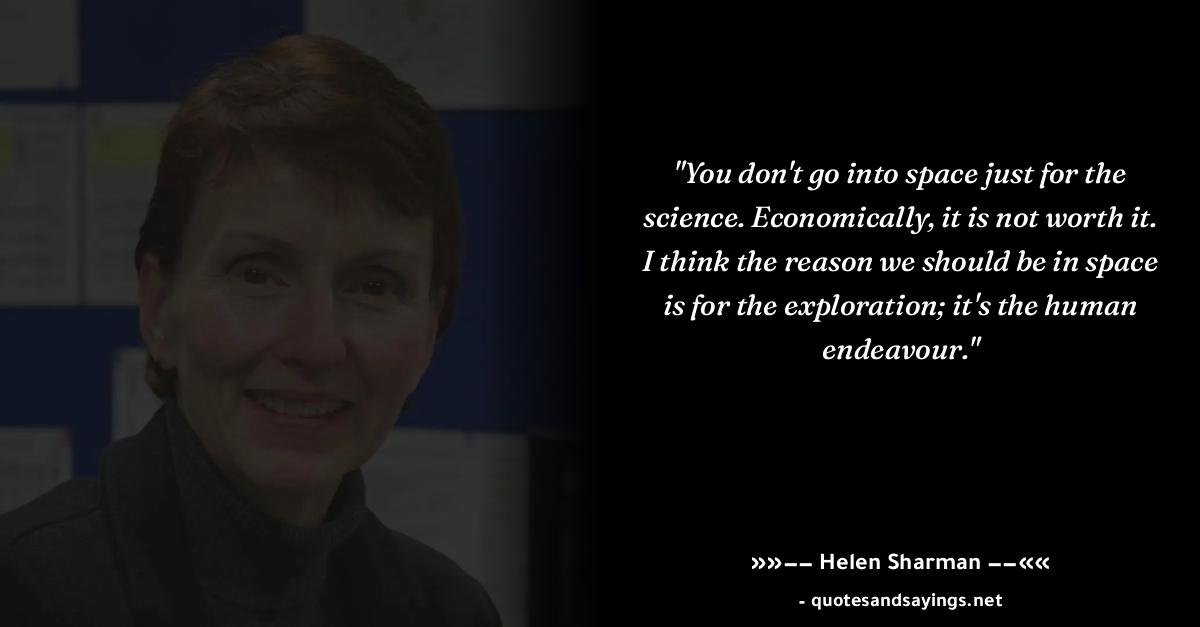 "You don't go into space just for the
science. Economically, it is not worth it.
I think the reason we should be in space
is for the exploration; it's the human
endeavour."
»»−− Helen Sharman −−««
- quotesandsayings.net